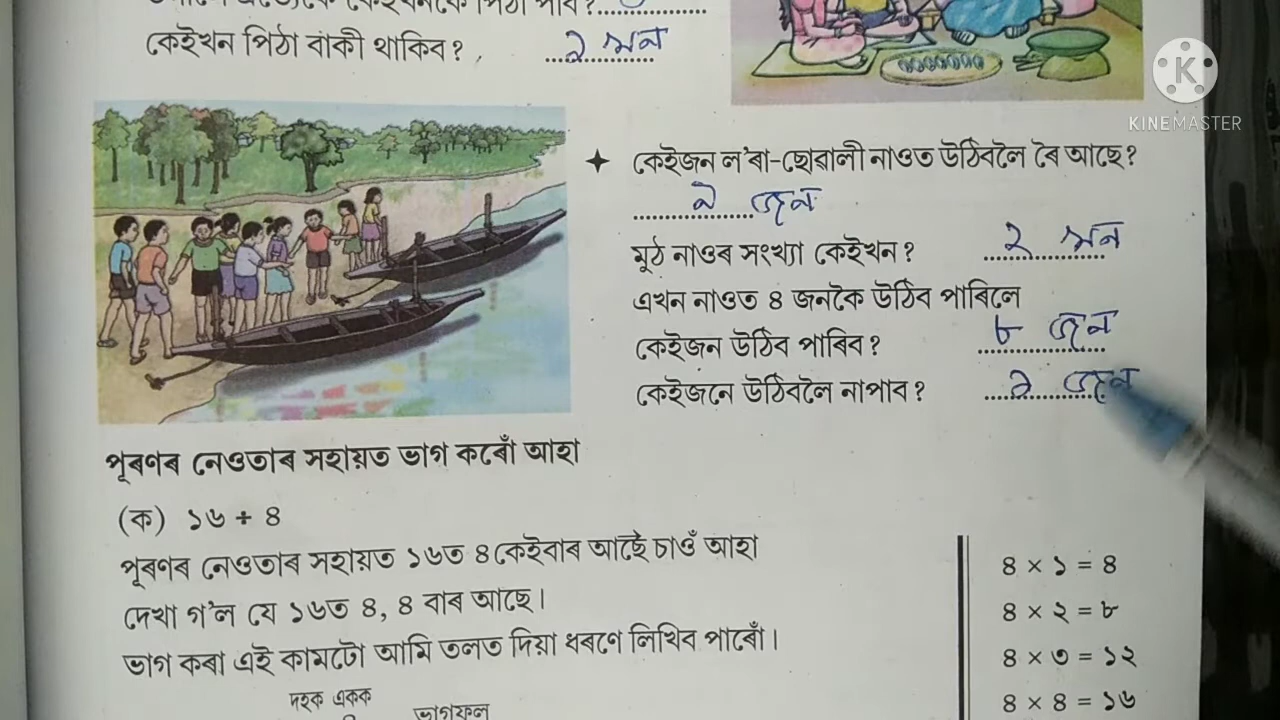 কেইখন পিঠা বাকী থাকিব? ২ খন
KINEMASTER
কেইজন ল'ৰা-ছোৱালী নাওত উঠিবলৈ ৰৈ আছে?
৯ জন
মুঠ নাওৰ সংখ্যা কেইখন? ২ খন
এখন নাওত ৪ জনকৈ উঠিব পাৰিলে
কেইজন উঠিব পাৰিব? ৮ জন
কেইজনে উঠিবলৈ নাপাব? ১ জন
পূৰণৰ নেওতাৰ সহায়ত ভাগ কৰোঁ আহা
(ক) ১৬ ÷ ৪
পূৰণৰ নেওতাৰ সহায়ত ১৬ত ৪ কেইবাৰ আছে চাওঁ আহা
দেখা গ'ল যে ১৬ত ৪, ৪ বাৰ আছে।
ভাগ কৰা এই কামটো আমি তলত দিয়া ধৰণে লিখিব পাৰোঁ।
দহক একক
ভাগফল
৪ × ১ = ৪
৪ × ২ = ৮
৪ × ৩ = ১২
৪ × ৪ = ১৬